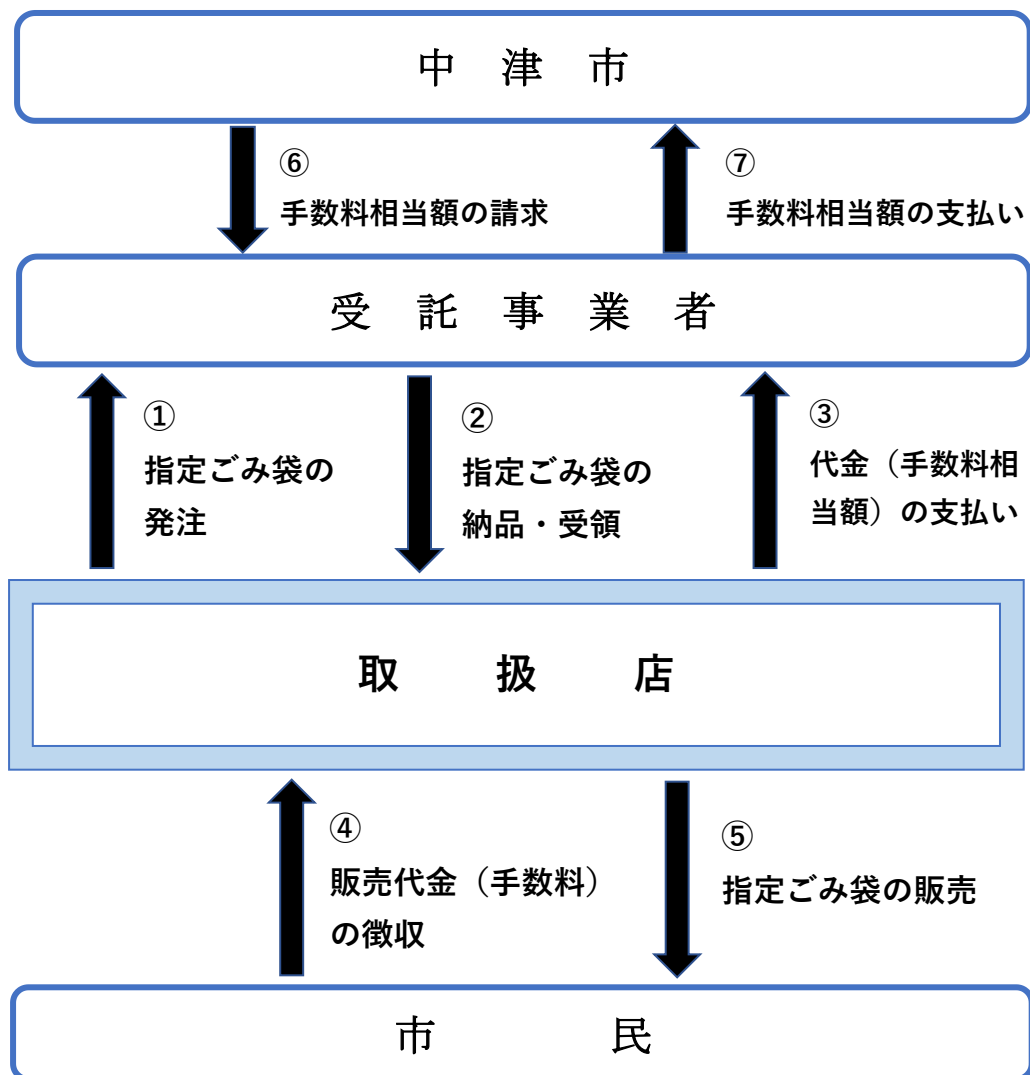 中津市
⑥
手数料相当額の請求
⑦
手数料相当額の支払い
受託事業者
①
指定ごみ袋の
発注
②
指定ごみ袋の
納品・受領
③
代金（手数料相
当額）の支払い
取扱店
④
販売代金（手数料）
の徴収
⑤
指定ごみ袋の販売
市民